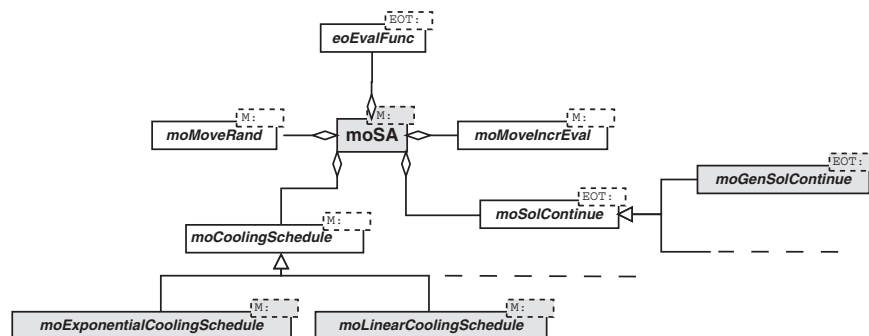 EOT:
eoEvalFunc
M:
moMoveRand
M:
moSA
M:
moMoveIncrEval
EOT:
moGenSolContinue
EOT:
moSolContinue
M:
moCoolingSchedule
M:
moExponentialCoolingSchedule
M:
moLinearCoolingSchedule